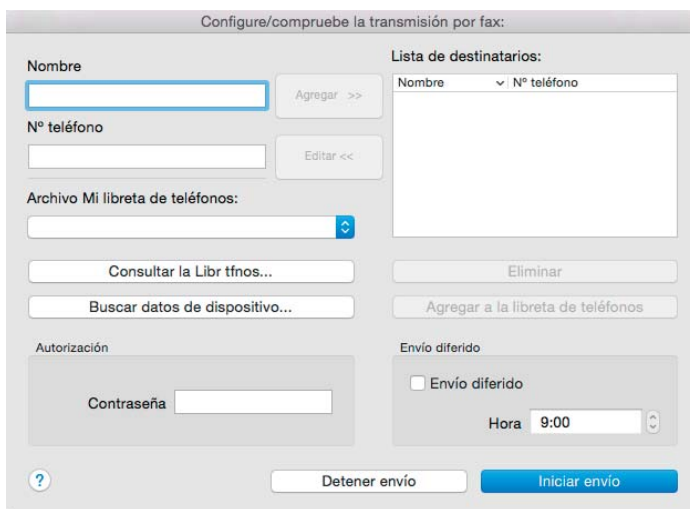 Configure/compruebe la transmisión por fax:
Nombre
Agregar >>
Nº teléfono
Editar <<
Archivo Mi libreta de teléfonos:
Lista de destinatarios:
Nombre Nº teléfono
Consultar la Libr tfnos...
Eliminar
Buscar datos de dispositivo...
Agregar a la libreta de teléfonos
Autorización
Contraseña
Envío diferido
Envío diferido
Hora 9:00
?
Detener envío
Iniciar envío